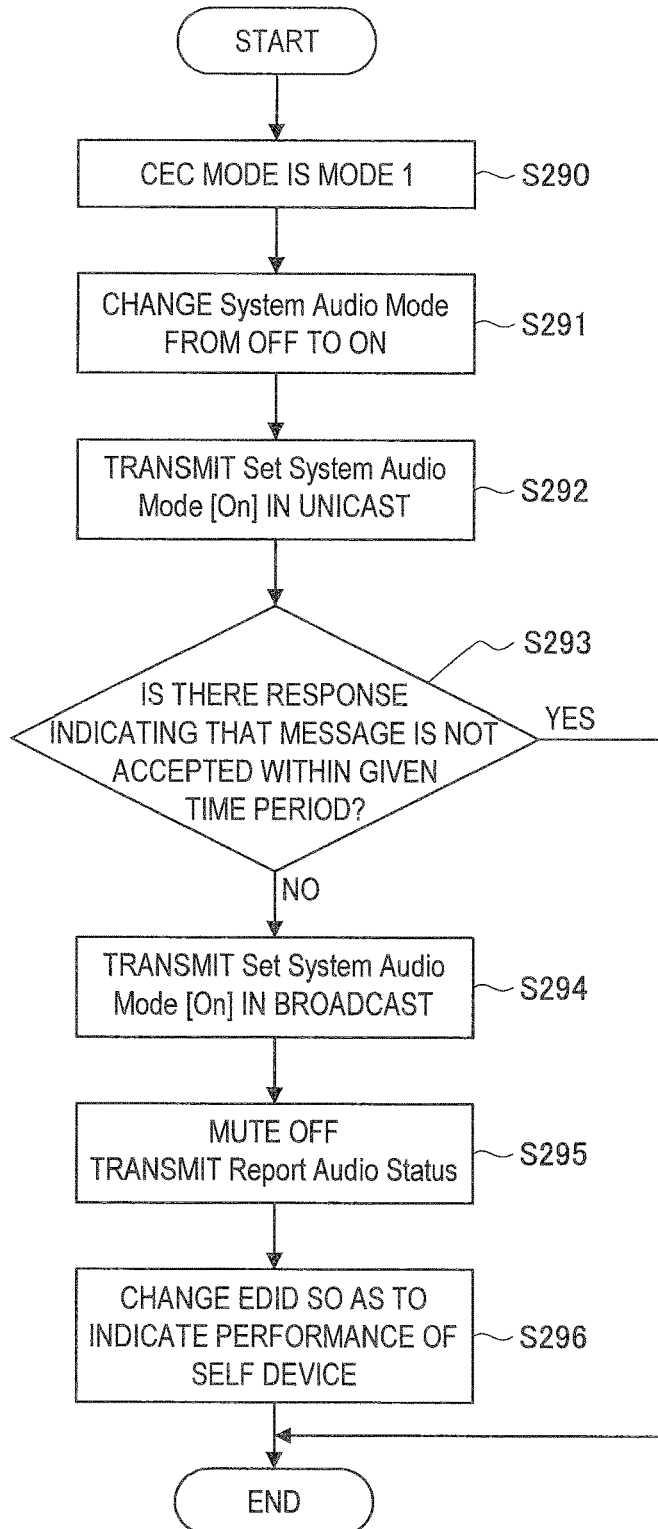 START
CEC MODE IS MODE 1
S290
CHANGE System Audio Mode
FROM OFF TO ON
S291
TRANSMIT Set System Audio
Mode [On] IN UNICAST
S292
S293
IS THERE RESPONSE
INDICATING THAT MESSAGE IS NOT
ACCEPTED WITHIN GIVEN
TIME PERIOD?
YES
NO
TRANSMIT Set System Audio
Mode [On] IN BROADCAST
S294
MUTE OFF
TRANSMIT Report Audio Status
S295
CHANGE EDID SO AS TO
INDICATE PERFORMANCE OF
SELF DEVICE
S296
END